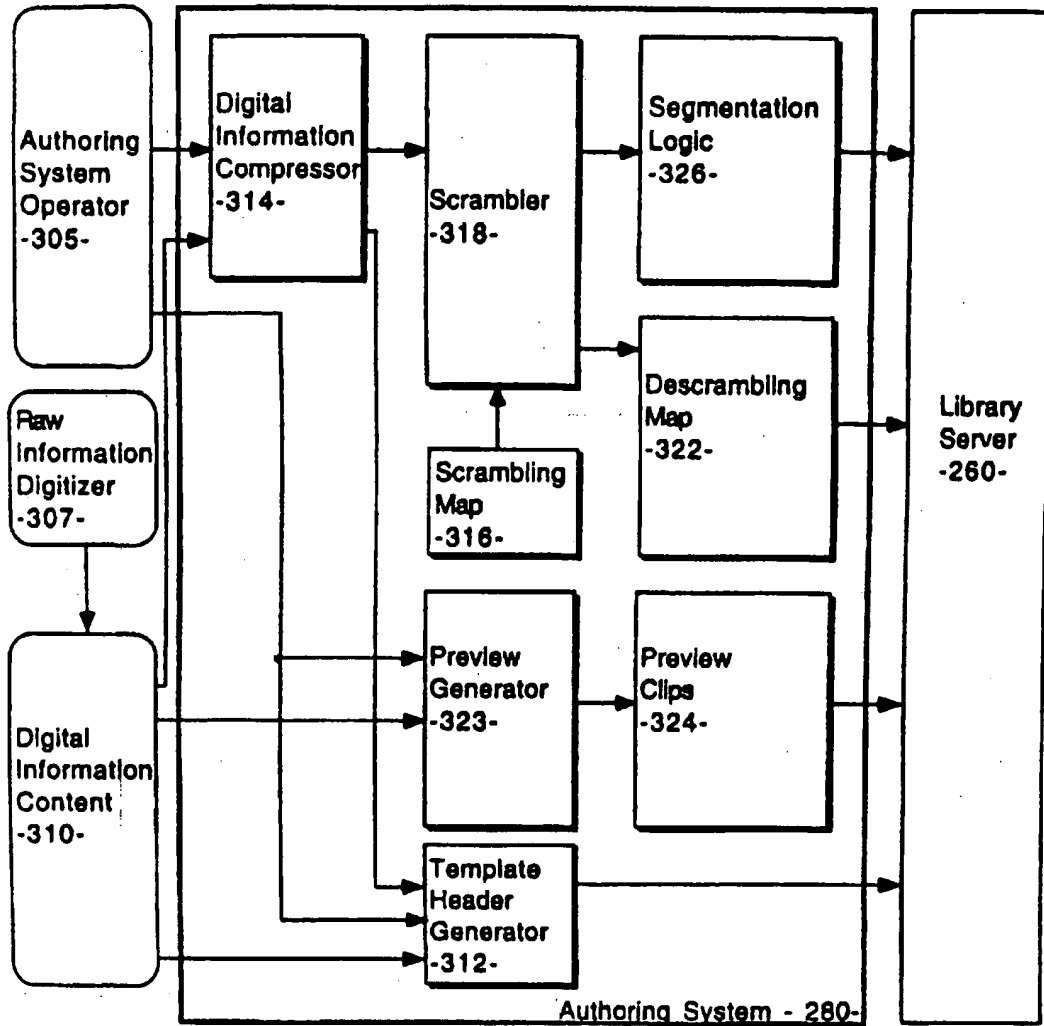 Authoring
System
Operator
-305-
Raw
Information
Digitizer
-307-
Digital
Information
Content
-310-
Digital
Information
Compressor
-314-
Scrambler
-318-
Scrambling
Map
-316-
Segmentation
Logic
-326-
Descrambling
Map
-322-
Preview
Generator
-323-
Preview
Clips
-324-
Template
Header
Generator
-312-
Authoring System - 280-
Library
Server
-260-